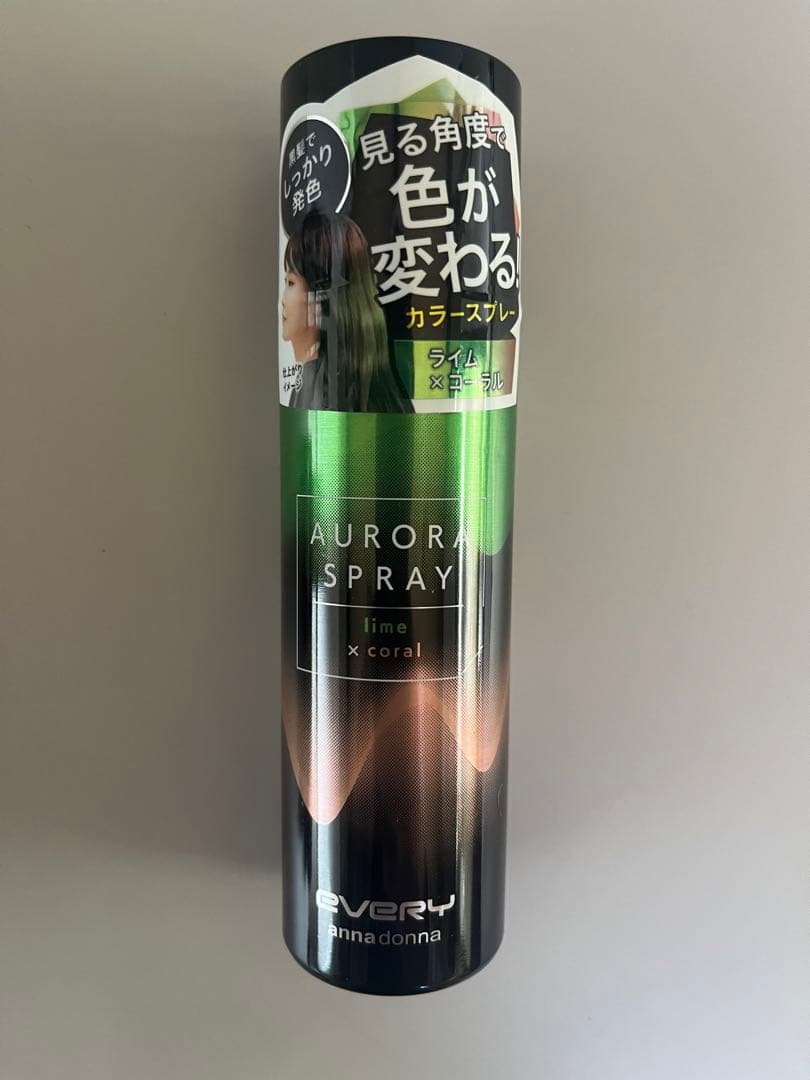 黒髪で
しっかり
発色
見る角度で
色が
変わる!
カラースプレー
ライム
×コーラル
仕上がり
イメージ
AURORA
SPRAY
lime
× coral
every
annadonna